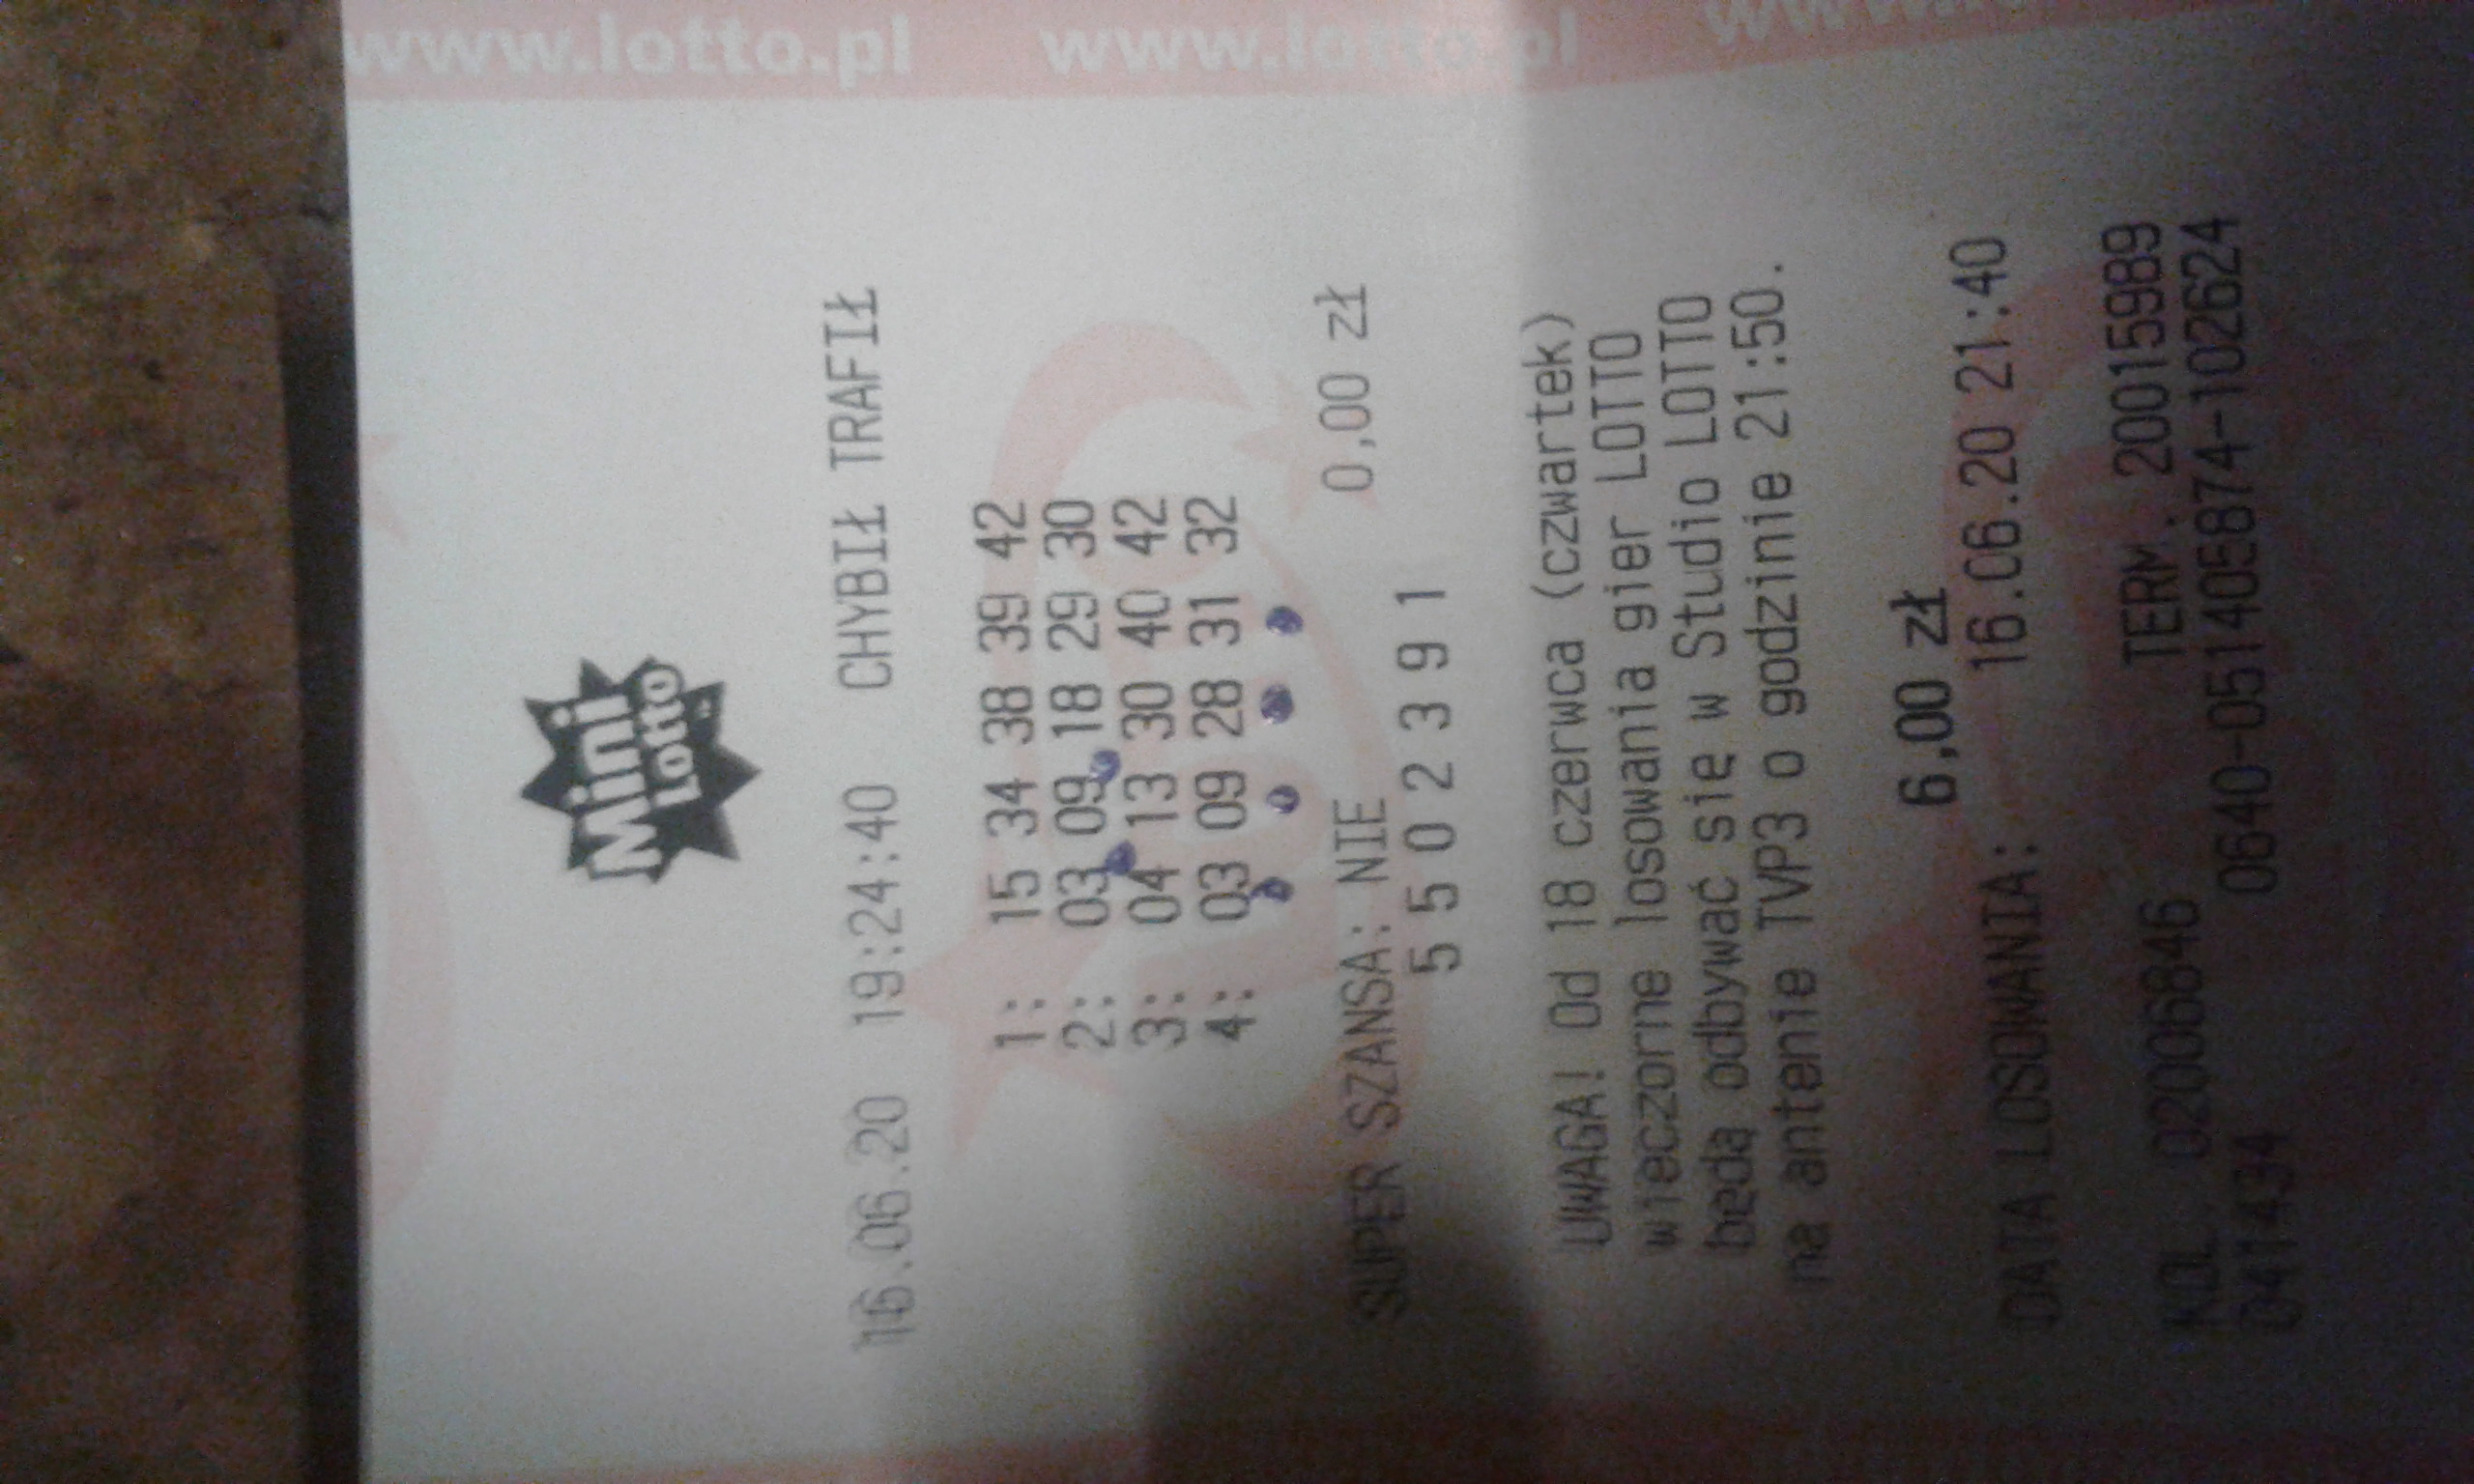 www.lotto.pl www.lotto.pl
Mini
Lotto
16.06.20 19:24:40 CHYBIŁ TRAFIŁ
1: 15 34 38 39 42
2: 03 09 18 29 30
3: 04 13 30 40 42
4: 03 09 28 31 32
SUPER SZANSA: NIE 0,00 zł
5 5 0 2 3 9 1
UWAGA! Od 18 czerwca (czwartek)
wieczorne losowania gier LOTTO
będą odbywać się w Studio LOTTO
na antenie TVP3 o godzinie 21:50.
6,00 zł
DATA LOSOWANIA: 16.06.20 21:40
KOL. 02006846 TERM. 20015989
041434 0640-051409874-102624